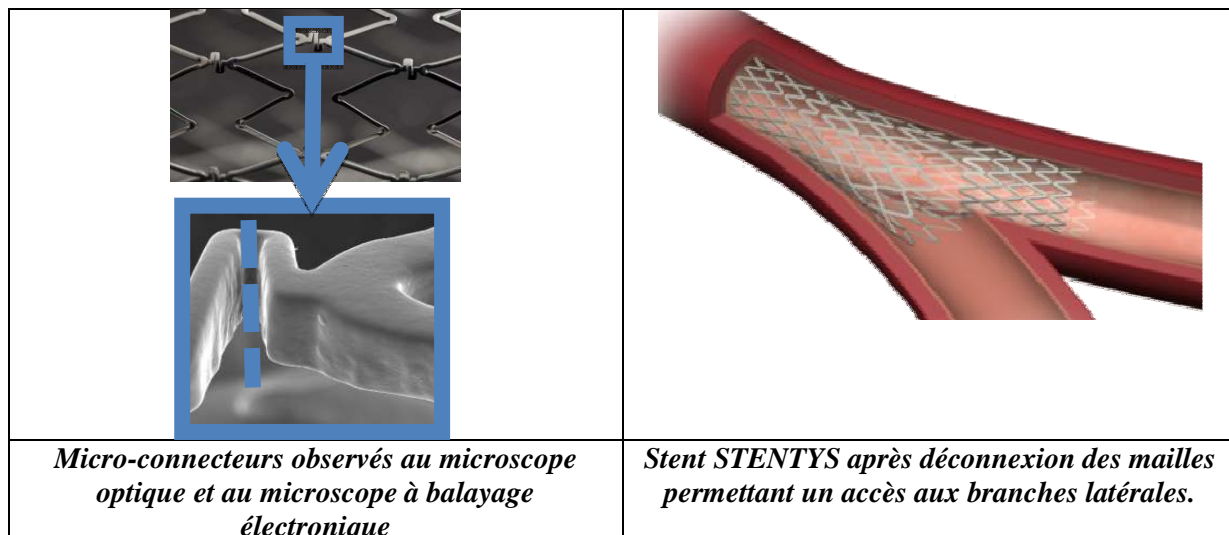 Micro-connecteurs observés au microscope
optique et au microscope à balayage
électronique
Stent STENTYS après déconnexion des mailles
permettant un accès aux branches latérales.